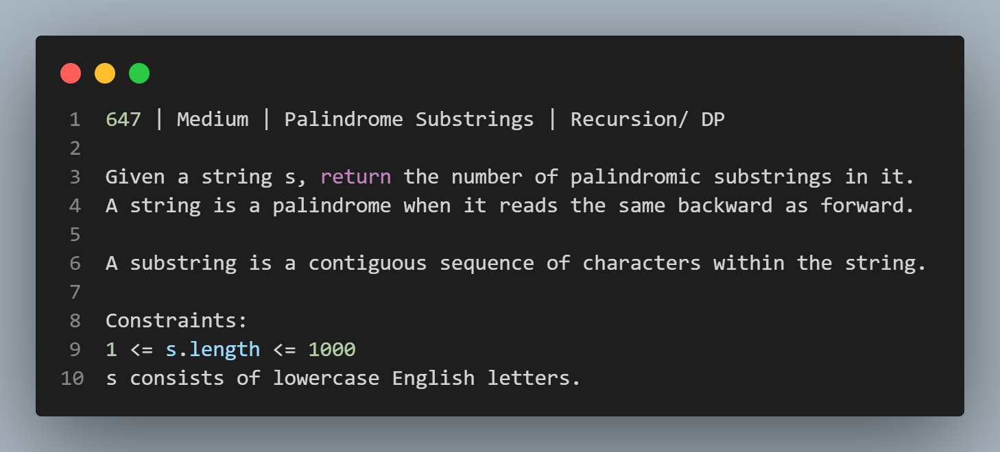 1 647 | Medium | Palindrome Substrings | Recursion/ DP
2
3 Given a string s, return the number of palindromic substrings in it.
4 A string is a palindrome when it reads the same backward as forward.
5
6 A substring is a contiguous sequence of characters within the string.
7
8 Constraints:
9 1 <= s.length <= 1000
10 s consists of lowercase English letters.